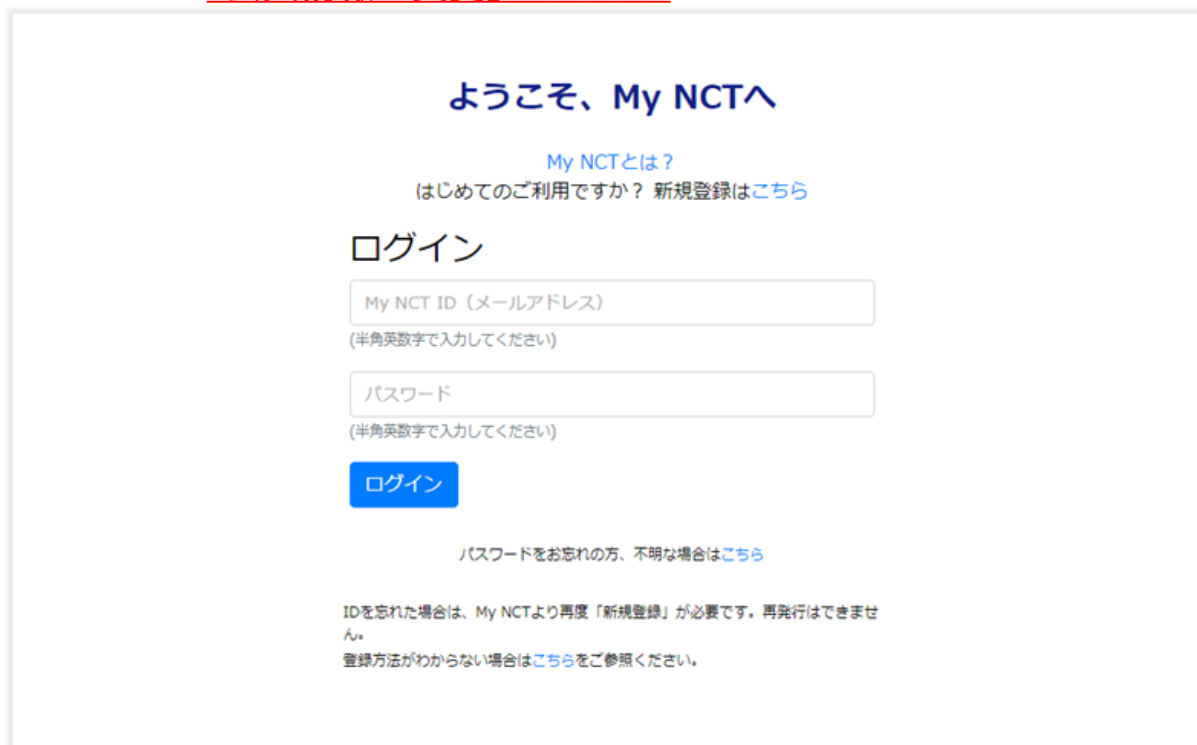 ようこそ、My NCTへ
My NCTとは？
はじめてのご利用ですか？ 新規登録はこちら
ログイン
My NCT ID（メールアドレス）
(半角英数字で入力してください)
パスワード
(半角英数字で入力してください)
ログイン
パスワードをお忘れの方、不明な場合はこちら
IDを忘れた場合は、My NCTより再度「新規登録」が必要です。再発行はできませ
ん。
登録方法がわからない場合はこちらをご参照ください。